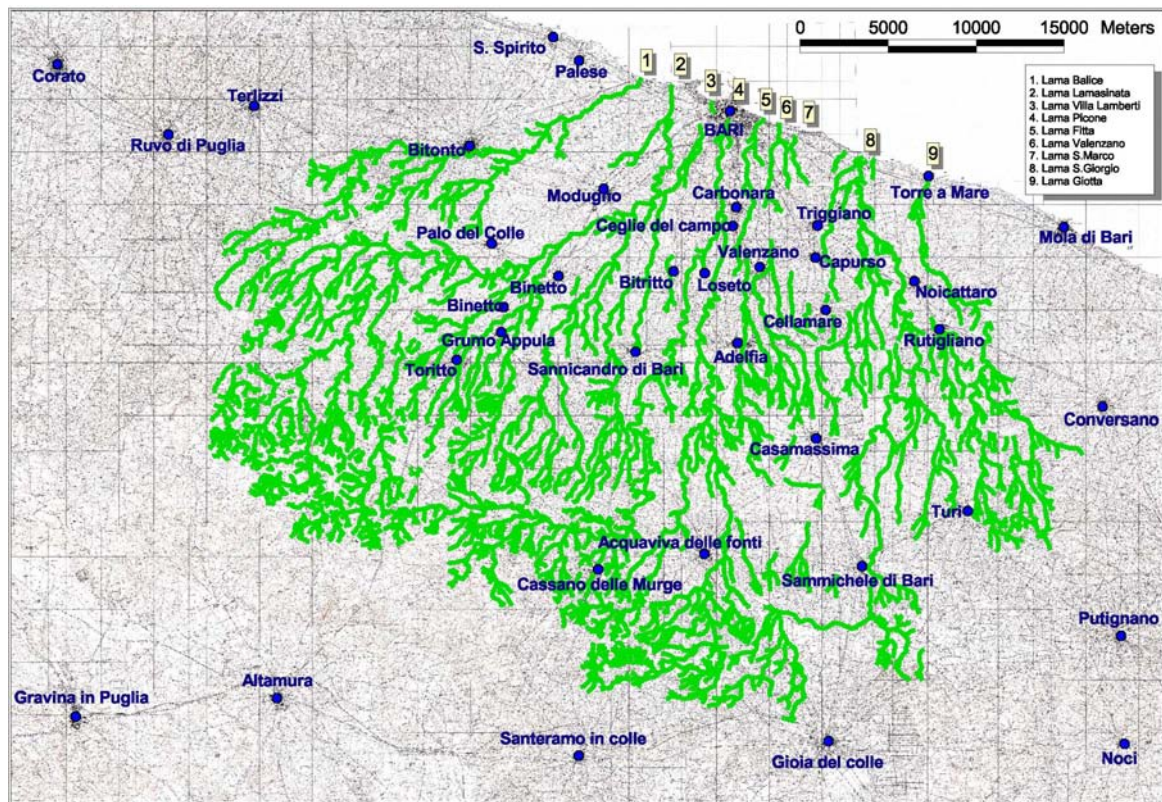 0 5000 10000 15000 Meters
S. Spirito
Palese
Corato
Terlizzi
Ruvo di Puglia
1
2
3
4
5
6
7
8
9
1. Lama Balice
2. Lama Lamasinata
3. Lama Villa Lamberti
4. Lama Picone
5. Lama Fitta
6. Lama Valenzano
7. Lama S.Marco
8. Lama S.Giorgio
9. Lama Giotta
BARI
Bitonto
Modugno
Carbonara
Torre a Mare
Triggiano
Ceglie del campo
Mola di Bari
Palo del Colle
Valenzano
Capurso
Binetto
Bitritto
Loseto
Noicattaro
Binetto
Cellamare
Grumo Appula
Rutigliano
Toritto
Sannicandro di Bari
Adelfia
Conversano
Casamassima
Turi
Acquaviva delle fonti
Cassano delle Murge
Sammichele di Bari
Putignano
Altamura
Gravina in Puglia
Santeramo in colle
Gioia del colle
Noci